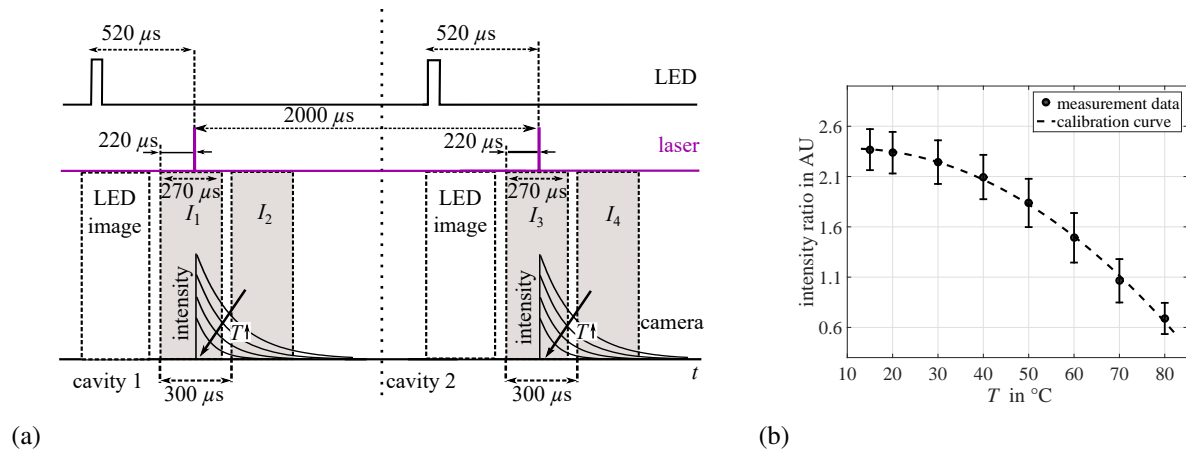 520 μs
520 μs
LED
2000 μs
220 μs
220 μs
laser
270 μs
270 μs
LED
image
I1
I2
LED
image
I3
I4
intensity
T
intensity
T
camera
cavity 1
cavity 2
t
300 μs
300 μs
(a)
measurement data
calibration curve
intensity ratio in AU
2.6
2.1
1.6
1.1
0.6
10 20 30 40 50 60 70 80
T in °C
(b)